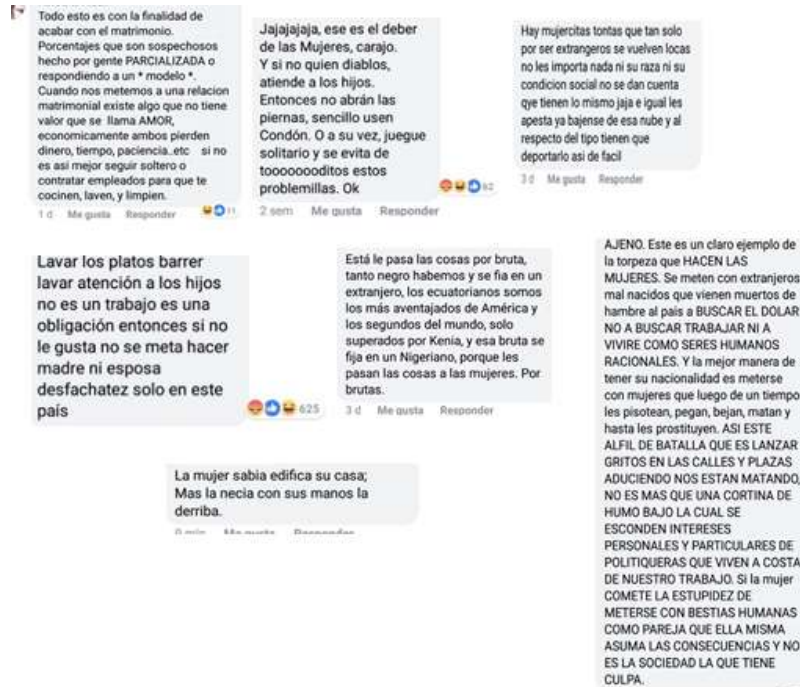 Todo esto es con la finalidad de
acabar con el matrimonio.
Porcentajes que son sospechosos
hecho por gente PARCIALIZADA o
respondiendo a un * modelo *.
Cuando nos metemos a una relacion
matrimonial existe algo que no tiene
valor que se llama AMOR,
economicamente ambos pierden
dinero, tiempo, paciencia..etc si no
es asi mejor seguir soltero o
contratar empleados para que te
cocinen, laven, y limpien.
1 d Me gusta Responder 11
Jajajajaja, ese es el deber
de las Mujeres, carajo.
Y si no quien diablos,
atiende a los hijos.
Entonces no abrán las
piernas, sencillo usen
Condón. O a su vez, juegue
solitario y se evita de
toooooooditos estos
problemillas. Ok
62
2 sem Me gusta Responder
Hay mujercitas tontas que tan solo
por ser extrangeros se vuelven locas
no les importa nada ni su raza ni su
condicion social no se dan cuenta
qye tienen lo mismo jaja e igual les
apesta ya bajense de esa nube y al
respecto del tipo tienen que
deportarlo asi de facil
3 d Me gusta Responder
Lavar los platos barrer
lavar atención a los hijos
no es un trabajo es una
obligación entonces si no
le gusta no se meta hacer
madre ni esposa
desfachatez solo en este
país
625
Está le pasa las cosas por bruta,
tanto negro habemos y se fia en un
extranjero, los ecuatorianos somos
los más aventajados de América y
los segundos del mundo, solo
superados por Kenia, y esa bruta se
fija en un Nigeriano, porque les
pasan las cosas a las mujeres. Por
brutas.
3 d Me gusta Responder
La mujer sabia edifica su casa;
Mas la necia con sus manos la
derriba.
0 min Me gusta Responder
AJENO. Este es un claro ejemplo de
la torpeza que HACEN LAS
MUJERES. Se meten con extranjeros
mal nacidos que vienen muertos de
hambre al pais a BUSCAR EL DOLAR
NO A BUSCAR TRABAJAR NI A
VIVIRE COMO SERES HUMANOS
RACIONALES. Y la mejor manera de
tener su nacionalidad es meterse
con mujeres que luego de un tiempo
les pisotean, pegan, bejan, matan y
hasta les prostituyen. ASI ESTE
ALFIL DE BATALLA QUE ES LANZAR
GRITOS EN LAS CALLES Y PLAZAS
ADUCIENDO NOS ESTAN MATANDO,
NO ES MAS QUE UNA CORTINA DE
HUMO BAJO LA CUAL SE
ESCONDEN INTERESES
PERSONALES Y PARTICULARES DE
POLITIQUERAS QUE VIVEN A COSTA
DE NUESTRO TRABAJO. Si la mujer
COMETE LA ESTUPIDEZ DE
METERSE CON BESTIAS HUMANAS
COMO PAREJA QUE ELLA MISMA
ASUMA LAS CONSECUENCIAS Y NO
ES LA SOCIEDAD LA QUE TIENE
CULPA.